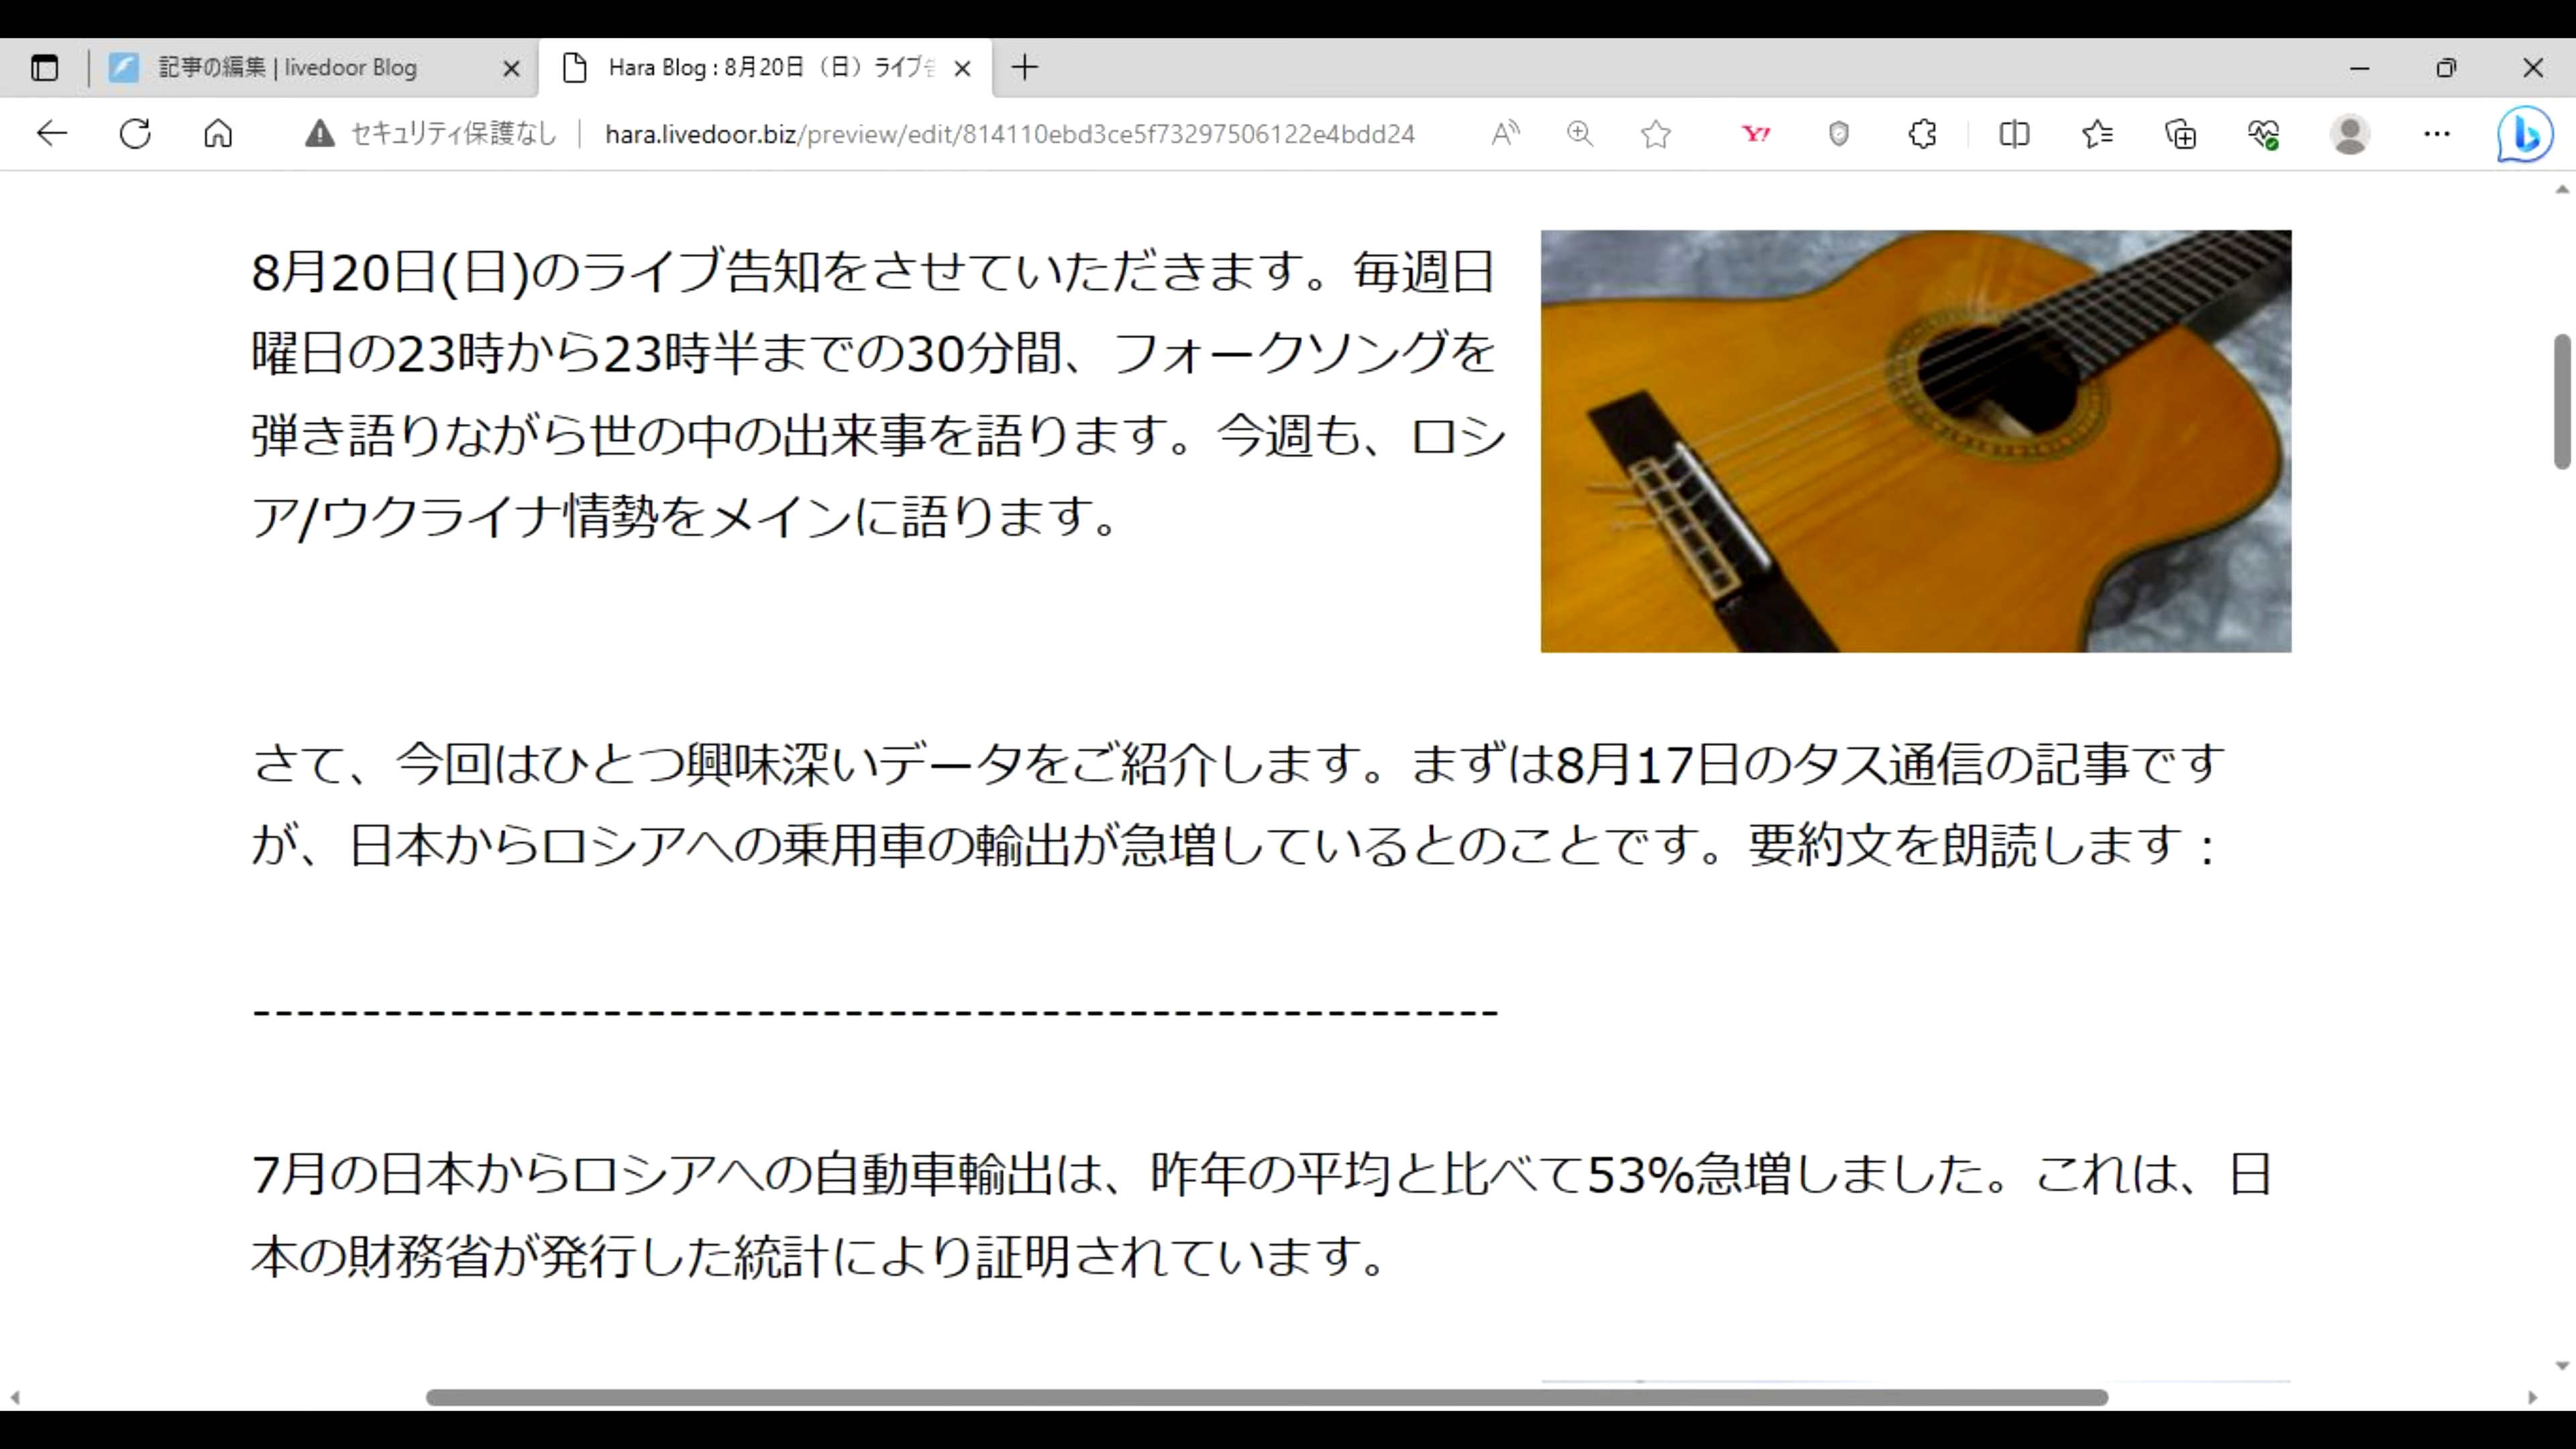 記事の編集 | livedoor Blog
Hara Blog : 8月20日（日）ライブ
セキュリティ保護なし
hara.livedoor.biz/preview/edit/814110ebd3ce5f73297506122e4bdd24
8月20日(日)のライブ告知をさせていただきます。毎週日
曜日の23時から23時半までの30分間、フォークソングを
弾き語りながら世の中の出来事を語ります。今週も、ロシ
ア/ウクライナ情勢をメインに語ります。
さて、今回はひとつ興味深いデータをご紹介します。まずは8月17日のタス通信の記事です
が、日本からロシアへの乗用車の輸出が急増しているとのことです。要約文を朗読します：
---------------------------------------------------------
7月の日本からロシアへの自動車輸出は、昨年の平均と比べて53%急増しました。これは、日
本の財務省が発行した統計により証明されています。